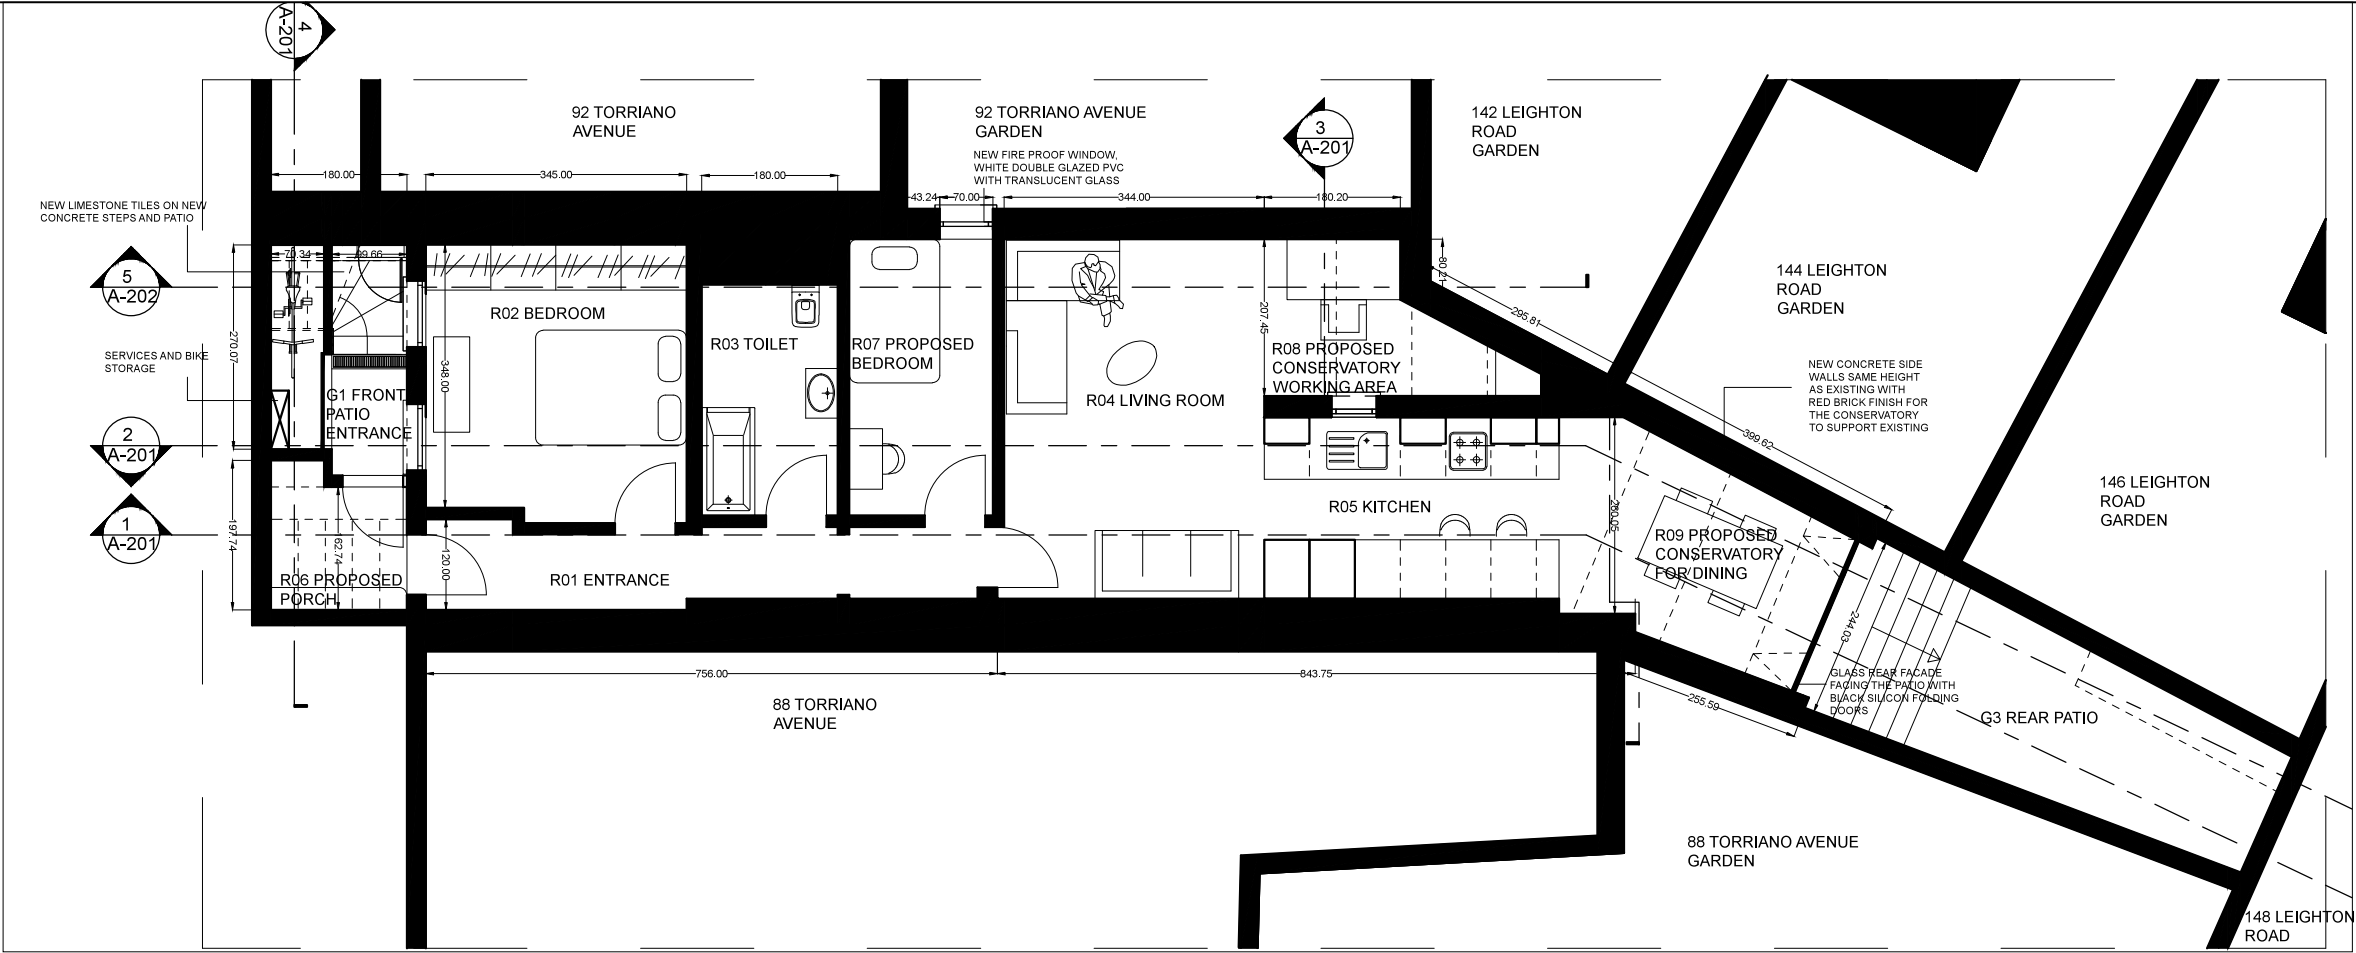 4
A-201
92 TORRIANO
AVENUE
92 TORRIANO AVENUE
GARDEN
NEW FIRE PROOF WINDOW,
WHITE DOUBLE GLAZED PVC
WITH TRANSLUCENT GLASS
3
A-201
142 LEIGHTON
ROAD
GARDEN
180.00
345.00
180.00
43.24
70.00
344.00
180.20
NEW LIMESTONE TILES ON NEW
CONCRETE STEPS AND PATIO
5
A-202
70.34
99.66
80.21
295.81
144 LEIGHTON
ROAD
GARDEN
R02 BEDROOM
R03 TOILET
R07 PROPOSED
BEDROOM
207.45
R08 PROPOSED
CONSERVATORY
WORKING AREA
270.07
SERVICES AND BIKE
STORAGE
348.00
G1 FRONT
PATIO
ENTRANCE
R04 LIVING ROOM
NEW CONCRETE SIDE
WALLS SAME HEIGHT
AS EXISTING WITH
RED BRICK FINISH FOR
THE CONSERVATORY
TO SUPPORT EXISTING
399.62
2
A-201
146 LEIGHTON
ROAD
GARDEN
1
A-201
197.74
162.74
120.00
R05 KITCHEN
260.05
R09 PROPOSED
CONSERVATORY
FOR DINING
R06 PROPOSED
PORCH
R01 ENTRANCE
244.03
756.00
843.75
88 TORRIANO
AVENUE
255.59
GLASS REAR FACADE
FACING THE PATIO WITH
BLACK SILICON FOLDING
DOORS
G3 REAR PATIO
88 TORRIANO AVENUE
GARDEN
148 LEIGHTON
ROAD